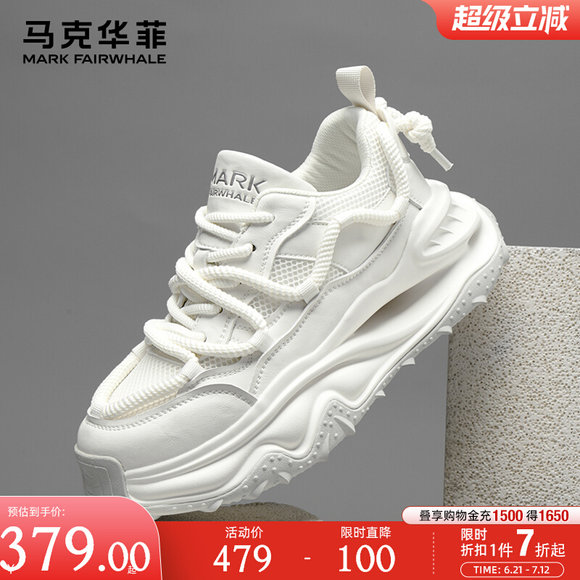 马克华菲
MARK FAIRWHALE
超级立减
MARK
FAIRWHALE
叠享购物金充1500得1650
预估到手价:
379.00起
活动价
479
-
限时直降
100
限时
折扣1件7折起
TIME: 6.21 - 7.12